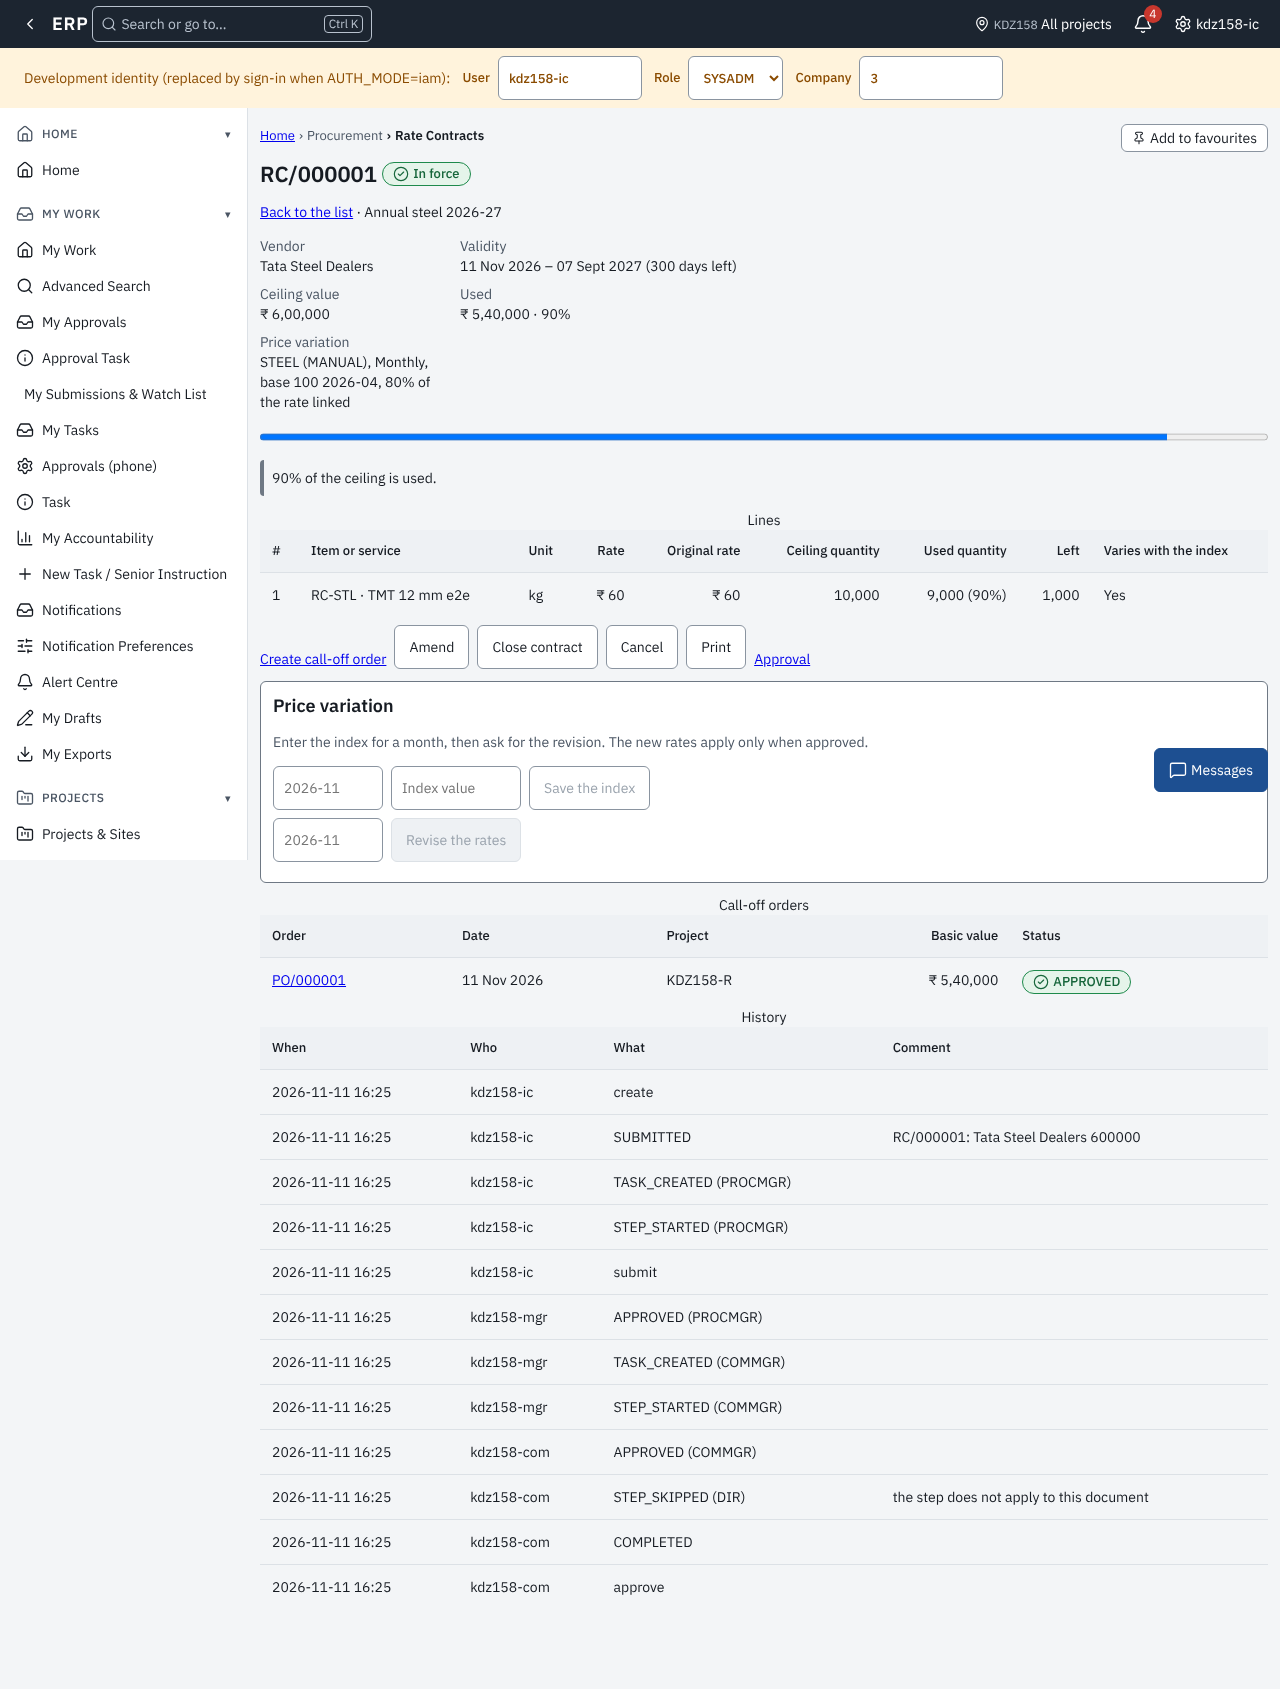 ERP
Search or go to...
Ctrl K
KDZ158 All projects
4
kdz158-ic
Development identity (replaced by sign-in when AUTH_MODE=iam):
User
kdz158-ic
Role
SYSADM
Company
3
HOME
Home
MY WORK
My Work
Advanced Search
My Approvals
Approval Task
My Submissions & Watch List
My Tasks
Approvals (phone)
Task
My Accountability
New Task / Senior Instruction
Notifications
Notification Preferences
Alert Centre
My Drafts
My Exports
PROJECTS
Projects & Sites
Home › Procurement › Rate Contracts
Add to favourites
RC/000001
In force
Back to the list · Annual steel 2026-27
Vendor
Tata Steel Dealers
Validity
11 Nov 2026 – 07 Sept 2027 (300 days left)
Ceiling value
₹ 6,00,000
Used
₹ 5,40,000 · 90%
Price variation
STEEL (MANUAL), Monthly,
base 100 2026-04, 80% of
the rate linked
90% of the ceiling is used.
Lines
# Item or service Unit Rate Original rate Ceiling quantity Used quantity Left Varies with the index
1 RC-STL · TMT 12 mm e2e kg ₹ 60 ₹ 60 10,000 9,000 (90%) 1,000 Yes
Create call-off order
Amend
Close contract
Cancel
Print
Approval
Price variation
Enter the index for a month, then ask for the revision. The new rates apply only when approved.
2026-11
Index value
Save the index
2026-11
Revise the rates
Messages
Call-off orders
Order Date Project Basic value Status
PO/000001 11 Nov 2026 KDZ158-R ₹ 5,40,000 APPROVED
History
When Who What Comment
2026-11-11 16:25 kdz158-ic create
2026-11-11 16:25 kdz158-ic SUBMITTED RC/000001: Tata Steel Dealers 600000
2026-11-11 16:25 kdz158-ic TASK_CREATED (PROCMGR)
2026-11-11 16:25 kdz158-ic STEP_STARTED (PROCMGR)
2026-11-11 16:25 kdz158-ic submit
2026-11-11 16:25 kdz158-mgr APPROVED (PROCMGR)
2026-11-11 16:25 kdz158-mgr TASK_CREATED (COMMGR)
2026-11-11 16:25 kdz158-mgr STEP_STARTED (COMMGR)
2026-11-11 16:25 kdz158-com APPROVED (COMMGR)
2026-11-11 16:25 kdz158-com STEP_SKIPPED (DIR) the step does not apply to this document
2026-11-11 16:25 kdz158-com COMPLETED
2026-11-11 16:25 kdz158-com approve